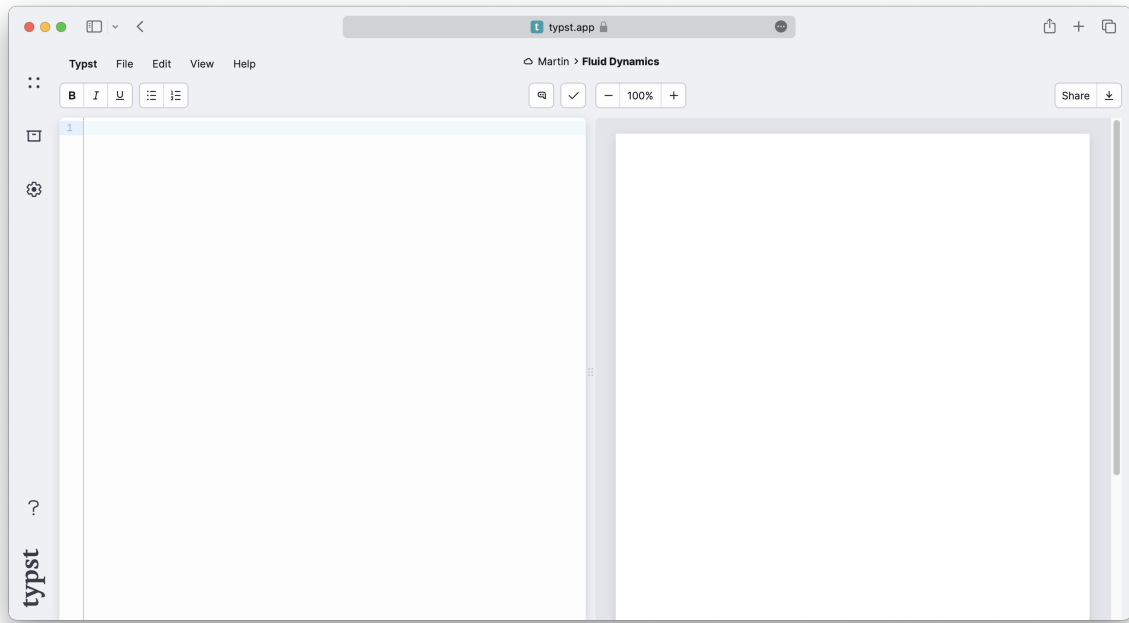 t typst.app
Typst File Edit View Help
Martin > Fluid Dynamics
B I U
100%
Share
1
?
typst